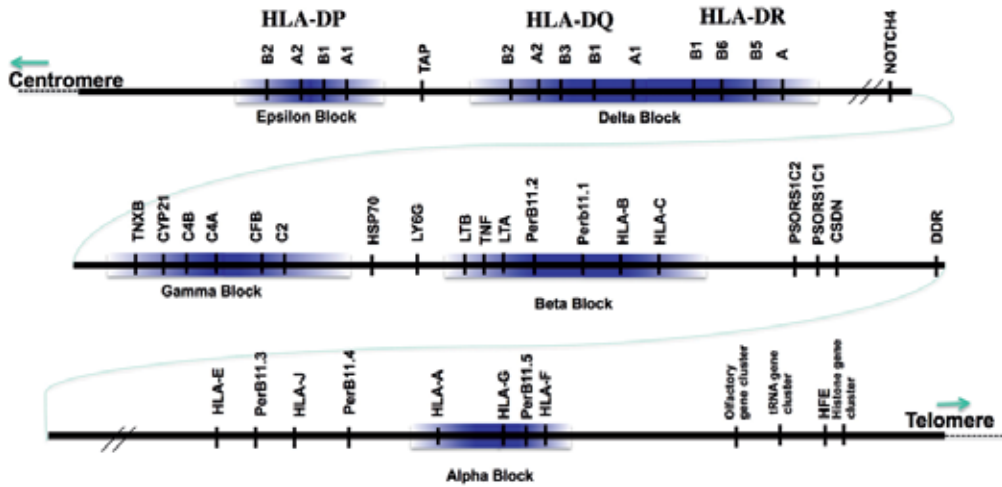 HLA-DP HLA-DQ HLA-DR
B2 A2 B1 A1 TAP B2 A2 B3 B1 A1 B1 B6 B5 A NOTCH4
Centromere
Epsilon Block Delta Block
TNXB CYP21 C4B C4A CFB C2 HSP70 LY6G LTB TNF LTA PerB11.2 Perb11.1 HLA-B HLA-C PSORS1C2 PSORS1C1 CSDN DDR
Gamma Block Beta Block
HLA-E PerB11.3 HLA-J PerB11.4 HLA-A HLA-G PerB11.5 HLA-F Olfactory gene cluster tRNA gene cluster HFE Histone gene cluster
Telomere
Alpha Block